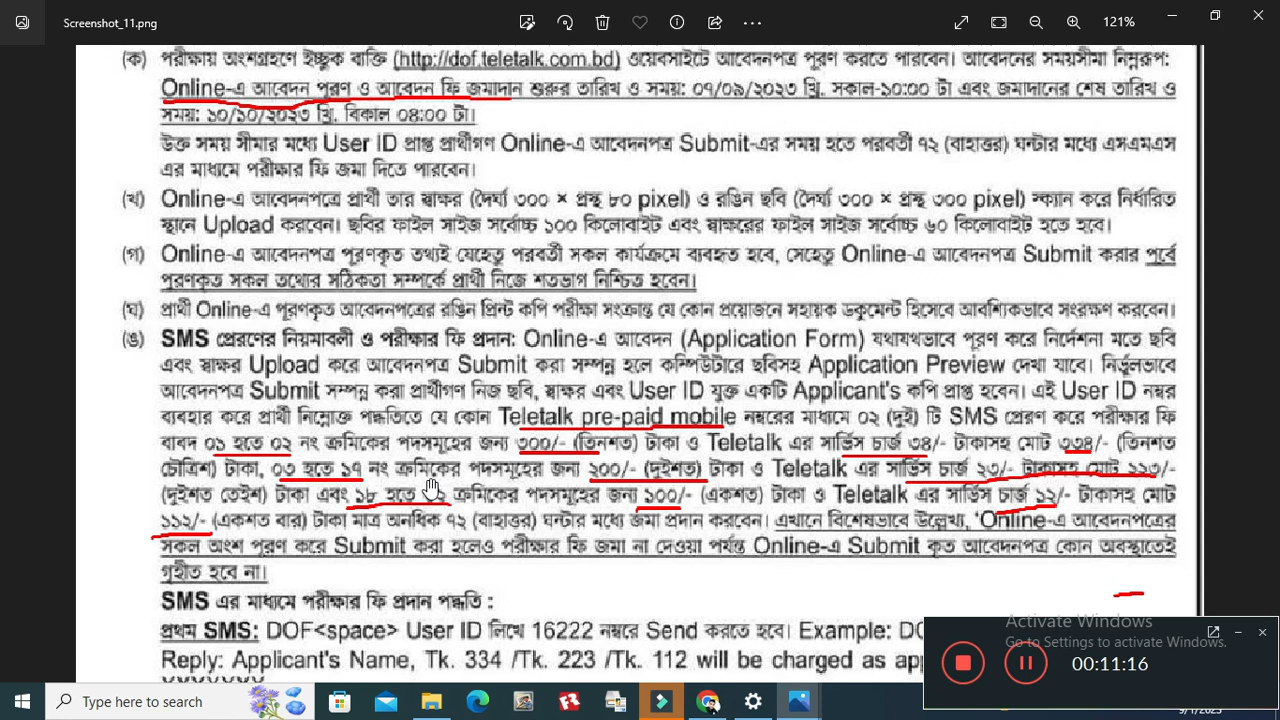 Screenshot_11.png
121%
(ক) পরীক্ষায় অংশগ্রহণে ইচ্ছুক ব্যক্তি (http://dof.teletalk.com.bd) ওয়েবসাইটে আবেদনপত্র পূরণ করতে পারবেন। আবেদনের সময়সীমা নিম্নরূপ:
Online-এ আবেদন পূরণ ও আবেদন ফি জমাদান শুরুর তারিখ ও সময়: ০৭/০৯/২০২৩ খ্রি. সকাল-১০:০০ টা এবং জমাদানের শেষ তারিখ ও
সময়: ১০/১০/২০২৩ খ্রি. বিকাল ০৪:০০ টা।
উক্ত সময় সীমার মধ্যে User ID প্রাপ্ত প্রার্থীগণ Online-এ আবেদনপত্র Submit-এর সময় হতে পরবর্তী ৭২ (বাহাত্তর) ঘন্টার মধ্যে এসএমএস
এর মাধ্যমে পরীক্ষার ফি জমা দিতে পারবেন।
(খ) Online-এ আবেদনপত্রে প্রার্থী তার স্বাক্ষর (দৈর্ঘ্য ৩০০ × প্রস্থ ৮০ pixel) ও রঙিন ছবি (দৈর্ঘ্য ৩০০ × প্রস্থ ৩০০ pixel) স্ক্যান করে নির্ধারিত
স্থানে Upload করবেন। ছবির ফাইল সাইজ সর্বোচ্চ ১০০ কিলোবাইট এবং স্বাক্ষরের ফাইল সাইজ সর্বোচ্চ ৬০ কিলোবাইট হতে হবে।
(গ) Online-এ আবেদনপত্র পূরণকৃত তথ্যই যেহেতু পরবর্তী সকল কার্যক্রমে ব্যবহৃত হবে, সেহেতু Online-এ আবেদনপত্র Submit করার পূর্বে
পূরণকৃত সকল তথ্যের সঠিকতা সম্পর্কে প্রার্থী নিজে শতভাগ নিশ্চিত হবেন।
(ঘ) প্রার্থী Online-এ পূরণকৃত আবেদনপত্রের রঙিন প্রিন্ট কপি পরীক্ষা সংক্রান্ত যে কোন প্রয়োজনে সহায়ক ডকুমেন্ট হিসেবে আবশ্যিকভাবে সংরক্ষণ করবেন।
(ঙ) SMS প্রেরণের নিয়মাবলী ও পরীক্ষার ফি প্রদান: Online-এ আবেদন (Application Form) যথাযথভাবে পূরণ করে নির্দেশনা মতে ছবি
এবং স্বাক্ষর Upload করে আবেদনপত্র Submit করা সম্পন্ন হলে কম্পিউটারে ছবিসহ Application Preview দেখা যাবে। নির্ভুলভাবে
আবেদনপত্র Submit সম্পন্ন করা প্রার্থীগণ নিজ ছবি, স্বাক্ষর এবং User ID যুক্ত একটি Applicant's কপি প্রাপ্ত হবেন। এই User ID নম্বর
ব্যবহার করে প্রার্থী নিম্নোক্ত পদ্ধতিতে যে কোন Teletalk pre-paid mobile নম্বরের মাধ্যমে ০২ (দুই) টি SMS প্রেরণ করে পরীক্ষার ফি
বাবদ ০১ হতে ০২ নং ক্রমিকের পদসমূহের জন্য ৩০০/- (তিনশত) টাকা ও Teletalk এর সার্ভিস চার্জ ৩৪/- টাকাসহ মোট ৩৩৪/- (তিনশত
চৌত্রিশ) টাকা, ০৩ হতে ১৭ নং ক্রমিকের পদসমূহের জন্য ২০০/- (দুইশত) টাকা ও Teletalk এর সার্ভিস চার্জ ২৩/- টাকাসহ মোট ২২৩/-
(দুইশত তেইশ) টাকা এবং ১৮ হতে ক্রমিকের পদসমূহের জন্য ১০০/- (একশত) টাকা ও Teletalk এর সার্ভিস চার্জ ১২/- টাকাসহ মোট
১১২/- (একশত বার) টাকা মাত্র অনধিক ৭২ (বাহাত্তর) ঘন্টার মধ্যে জমা প্রদান করবেন। এখানে বিশেষভাবে উল্লেখ্য, 'Online-এ আবেদনপত্রের
সকল অংশ পূরণ করে Submit করা হলেও পরীক্ষার ফি জমা না দেওয়া পর্যন্ত Online-এ Submit কৃত আবেদনপত্র কোন অবস্থাতেই
গৃহীত হবে না।
SMS এর মাধ্যমে পরীক্ষার ফি প্রদান পদ্ধতি :
প্রথম SMS: DOF<space> User ID লিখে 16222 নম্বরে Send করতে হবে। Example: DO
Reply: Applicant's Name, Tk. 334 /Tk. 223 /Tk. 112 will be charged as ap
Activate Windows
Go to Settings to activate Windows.
00:11:16
Type here to search
9/1/2023